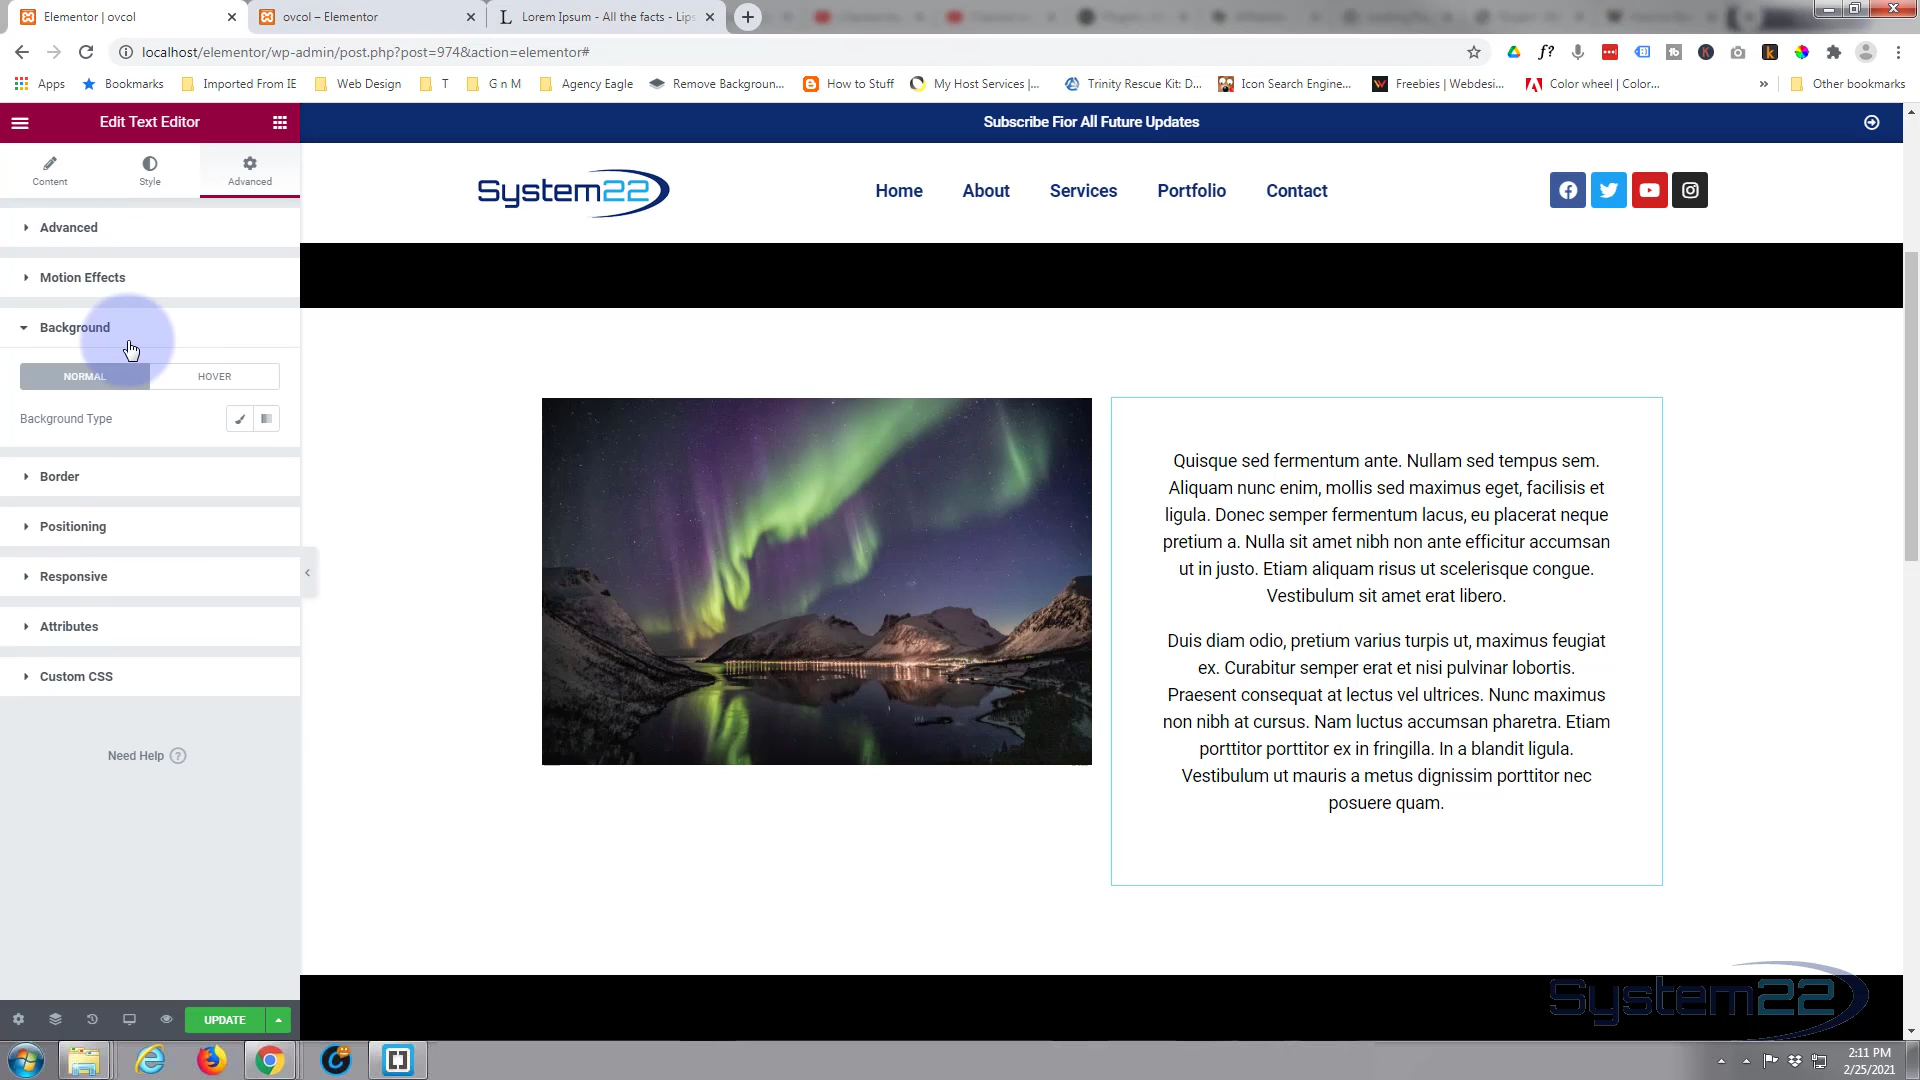 Elementor | ovcol
ovcol – Elementor
Lorem Ipsum - All the facts - Lips
localhost/elementor/wp-admin/post.php?post=974&action=elementor#
Apps
Bookmarks
Imported From IE
Web Design
T
G n M
Agency Eagle
Remove Backgroun...
How to Stuff
My Host Services |...
Trinity Rescue Kit: D...
Icon Search Engine...
Freebies | Webdesi...
Color wheel | Color...
»
Other bookmarks
Edit Text Editor
Content
Style
Advanced
Advanced
Motion Effects
Background
NORMAL
HOVER
Background Type
Border
Positioning
Responsive
Attributes
Custom CSS
Need Help
UPDATE
Subscribe Fior All Future Updates
System22
Home
About
Services
Portfolio
Contact
Quisque sed fermentum ante. Nullam sed tempus sem.
Aliquam nunc enim, mollis sed maximus eget, facilisis et
ligula. Donec semper fermentum lacus, eu placerat neque
pretium a. Nulla sit amet nibh non ante efficitur accumsan
ut in justo. Etiam aliquam risus ut scelerisque congue.
Vestibulum sit amet erat libero.
Duis diam odio, pretium varius turpis ut, maximus feugiat
ex. Curabitur semper erat et nisi pulvinar lobortis.
Praesent consequat at lectus vel ultrices. Nunc maximus
non nibh at cursus. Nam luctus accumsan pharetra. Etiam
porttitor porttitor ex in fringilla. In a blandit ligula.
Vestibulum ut mauris a metus dignissim porttitor nec
posuere quam.
System22
2:11 PM
2/25/2021